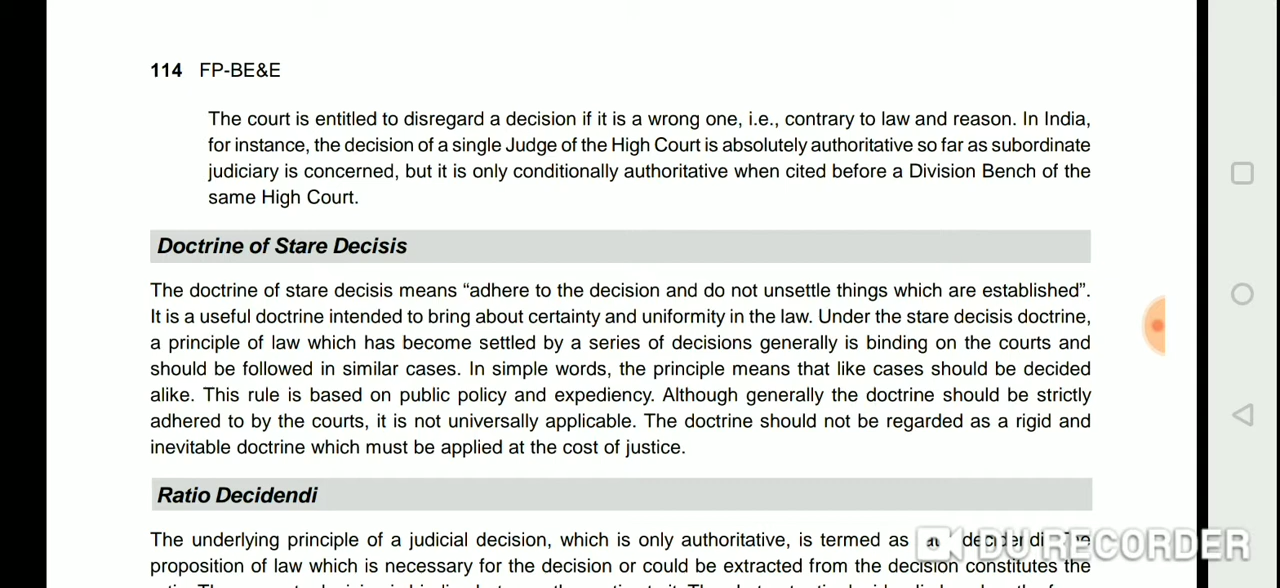 114 FP-BE&E
The court is entitled to disregard a decision if it is a wrong one, i.e., contrary to law and reason. In India,
for instance, the decision of a single Judge of the High Court is absolutely authoritative so far as subordinate
judiciary is concerned, but it is only conditionally authoritative when cited before a Division Bench of the
same High Court.
Doctrine of Stare Decisis
The doctrine of stare decisis means “adhere to the decision and do not unsettle things which are established”.
It is a useful doctrine intended to bring about certainty and uniformity in the law. Under the stare decisis doctrine,
a principle of law which has become settled by a series of decisions generally is binding on the courts and
should be followed in similar cases. In simple words, the principle means that like cases should be decided
alike. This rule is based on public policy and expediency. Although generally the doctrine should be strictly
adhered to by the courts, it is not universally applicable. The doctrine should not be regarded as a rigid and
inevitable doctrine which must be applied at the cost of justice.
Ratio Decidendi
The underlying principle of a judicial decision, which is only authoritative, is termed as
DU RECORDER
proposition of law which is necessary for the decision or could be extracted from the decision constitutes the